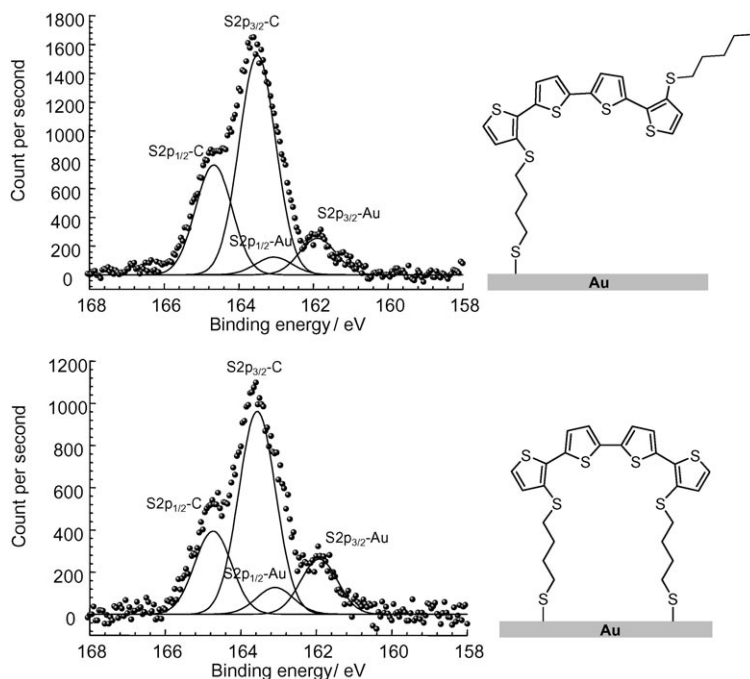 S2p3/2-C
1800
1600
1400
1200
1000
800
600
400
200
0
Count per second
S2p1/2-C
S2p1/2-Au
S2p3/2-Au
168 166 164 162 160 158
Binding energy / eV
S
S
S
S
S
S
S
Au
S2p3/2-C
1200
1000
800
600
400
200
0
Count per second
S2p1/2-C
S2p1/2-Au
S2p3/2-Au
168 166 164 162 160 158
Binding energy / eV
S
S
S
S
S
S
S
S
Au